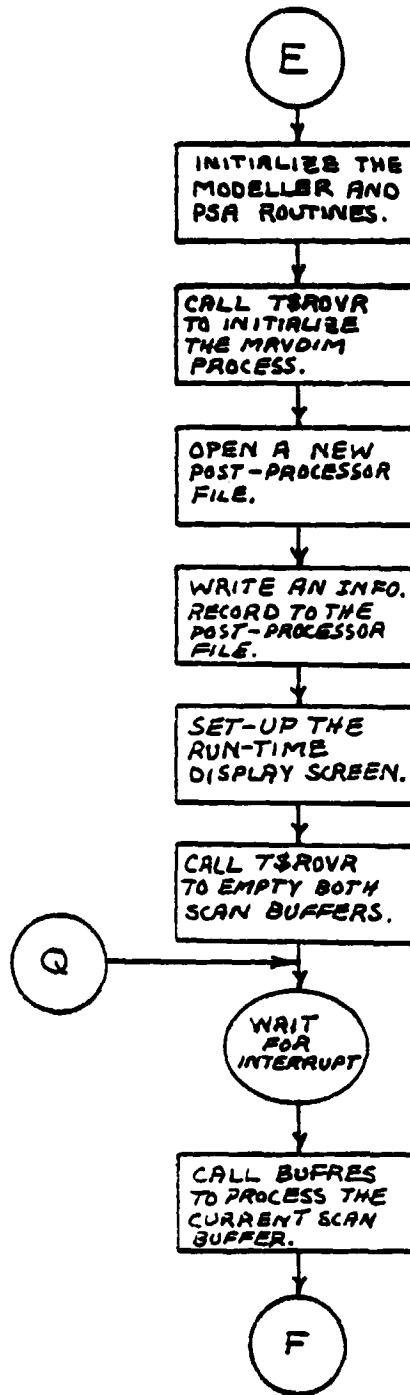 E
INITIALIZE THE
MODELLER AND
PSA ROUTINES.
CALL T$ROVR
TO INITIALIZE
THE MRVDIM
PROCESS.
OPEN A NEW
POST-PROCESSOR
FILE.
WRITE AN INFO.
RECORD TO THE
POST-PROCESSOR
FILE.
SET-UP THE
RUN-TIME
DISPLAY SCREEN.
CALL T$ROVR
TO EMPTY BOTH
SCAN BUFFERS.
Q
WAIT
FOR
INTERRUPT
CALL BUFRES
TO PROCESS THE
CURRENT SCAN
BUFFER.
F